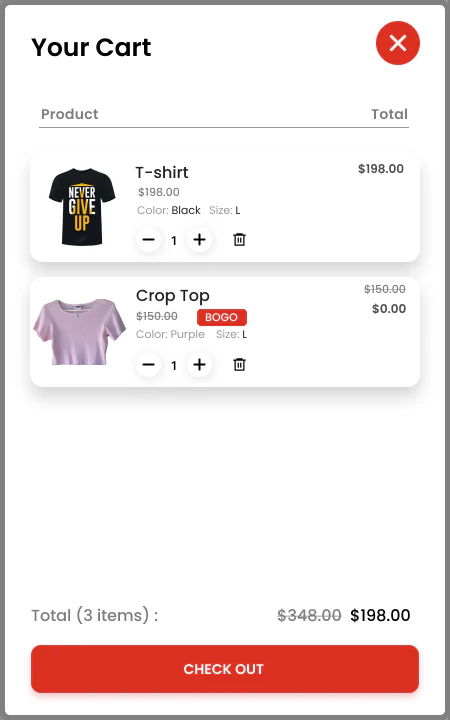 Your Cart
Product Total
T-shirt $198.00
$198.00
Color: Black Size: L
1
NEVER
GIVE
UP
Crop Top $150.00
$150.00 BOGO $0.00
Color: Purple Size: L
1
Total (3 items) : $348.00 $198.00
CHECK OUT